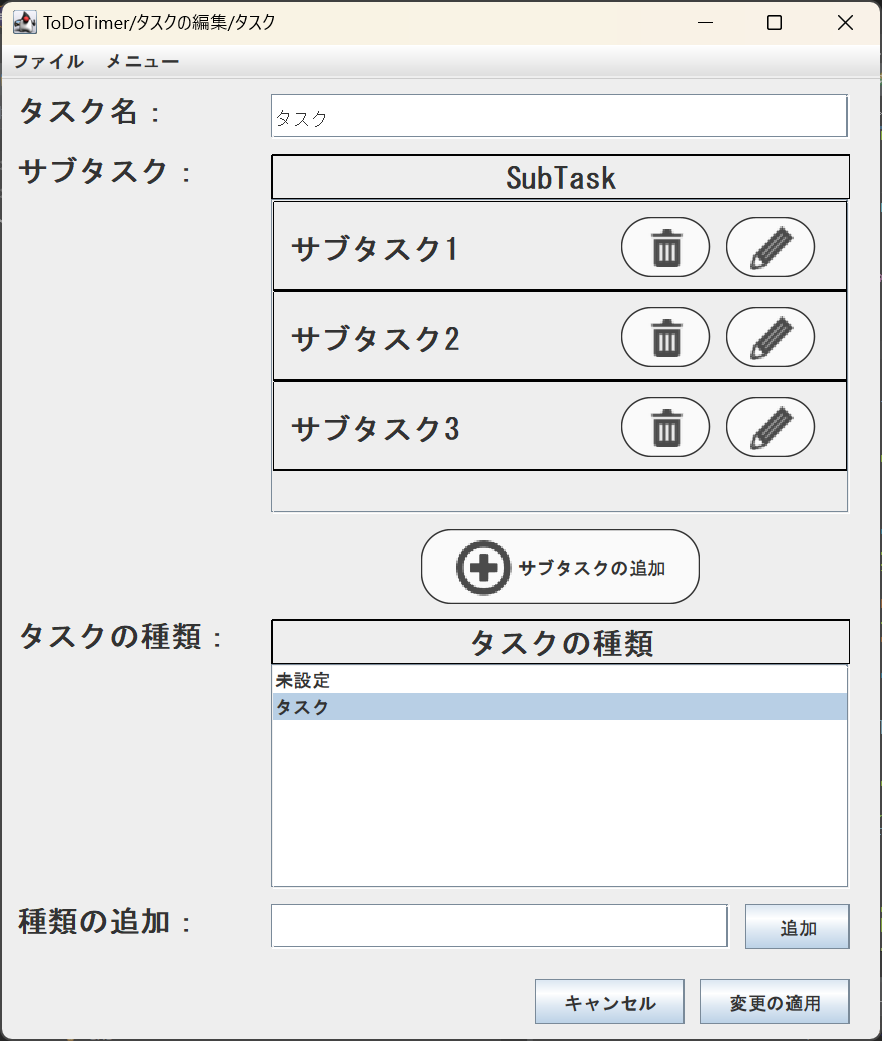 ToDoTimer/タスクの編集/タスク
ファイル メニュー
タスク名：
タスク
サブタスク：
SubTask
サブタスク1
サブタスク2
サブタスク3
サブタスクの追加
タスクの種類：
タスクの種類
未設定
タスク
種類の追加：
追加
キャンセル 変更の適用